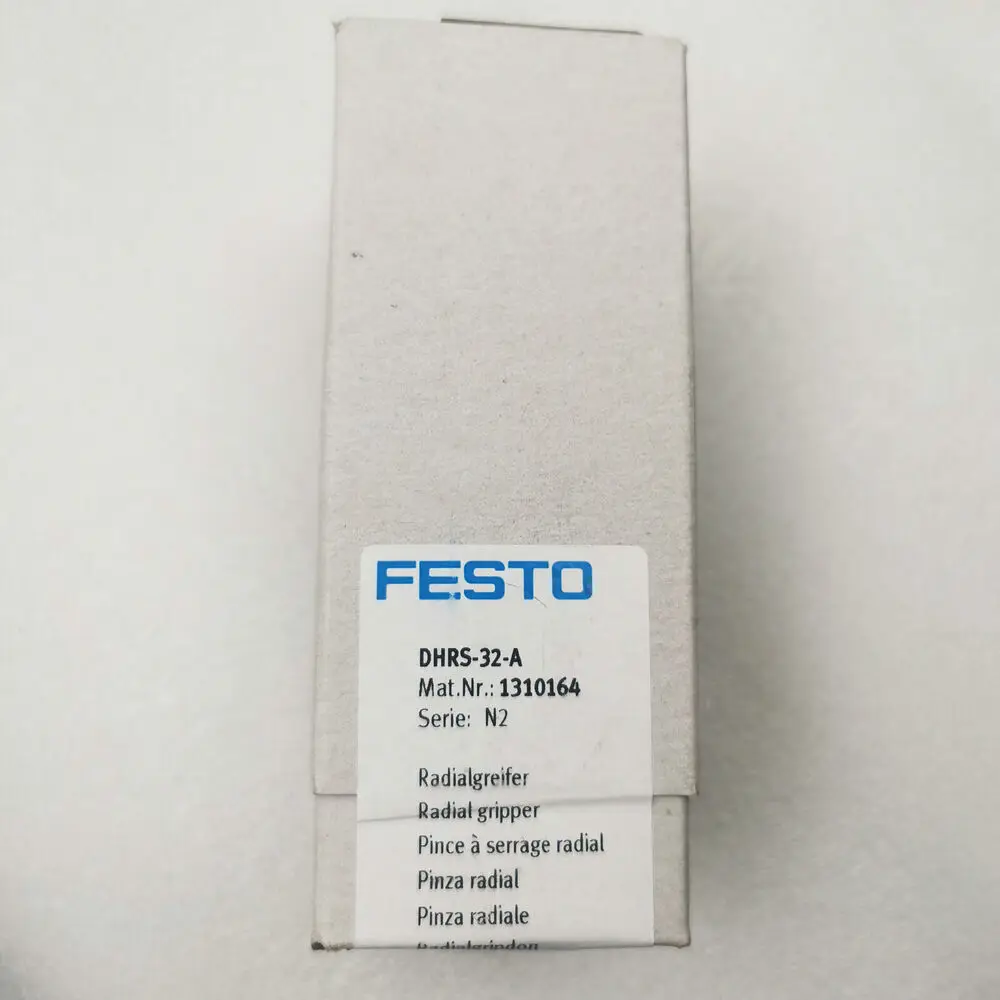 FESTO
DHRS-32-A
Mat.Nr.: 1310164
Serie: N2
Radialgreifer
Radial gripper
Pince à serrage radial
Pinza radial
Pinza radiale